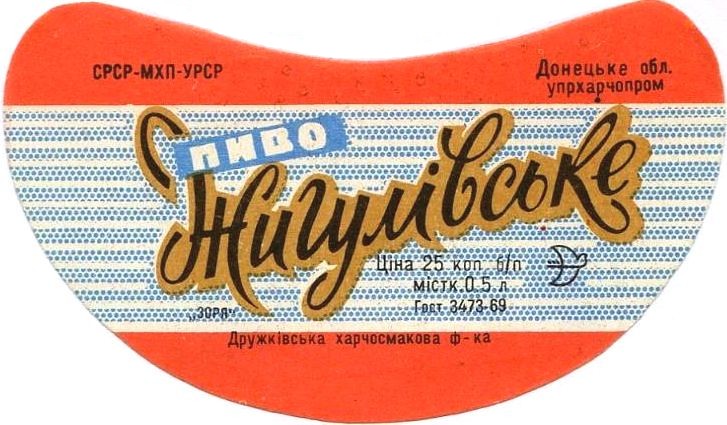 СРСР-МХП-УРСР
Донецьке обл.
упрхарчопром
ПИВО
Жигулівське
Ціна 25 коп. б/п
містк. 0.5 л.
Гост 3473-69
„ЗОРЯ"
Дружківська харчосмакова ф-ка